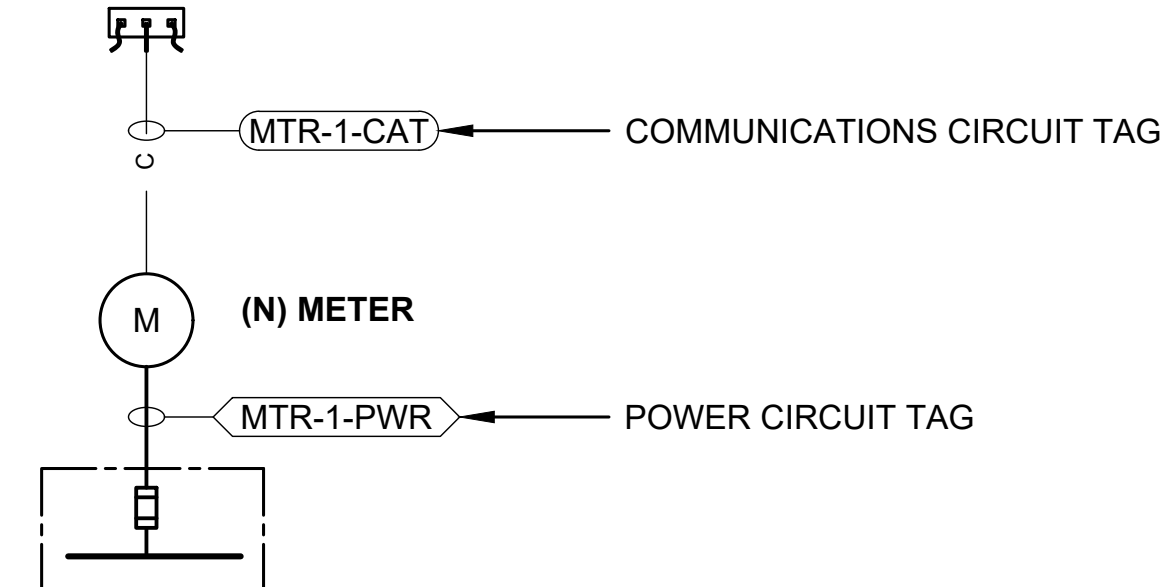 MTR-1-CAT
COMMUNICATIONS CIRCUIT TAG
C
M
(N) METER
MTR-1-PWR
POWER CIRCUIT TAG